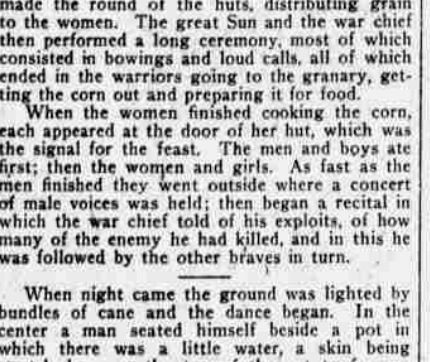 made the round of the huts, distributing grain
to the women. The great Sun and the war chief
then performed a long ceremony, most of which
consisted in bowings and loud calls, all of which
ended in the warriors going to the granary, get-
ting the corn out and preparing it for food.
When the women finished cooking the corn,
each appeared at the door of her hut, which was
the signal for the feast. The men and boys ate
first; then the women and girls. As fast as the
men finished they went outside where a concert
of male voices was held; then began a recital in
which the war chief told of his exploits, of how
many of the enemy he had killed, and in this he
was followed by the other braves in turn.
When night came the ground was lighted by
bundles of cane and the dance began. In the
center a man seated himself beside a pot in
which there was a little water, a skin being